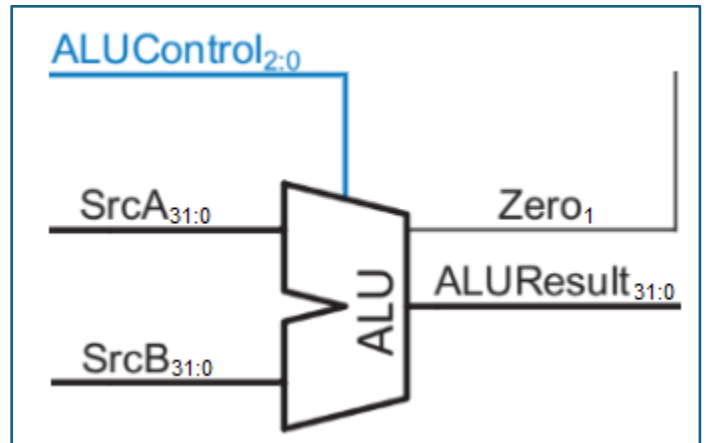 ALUControl2:0
SrcA31:0
Zero1
ALU
ALUResult31:0
SrcB31:0